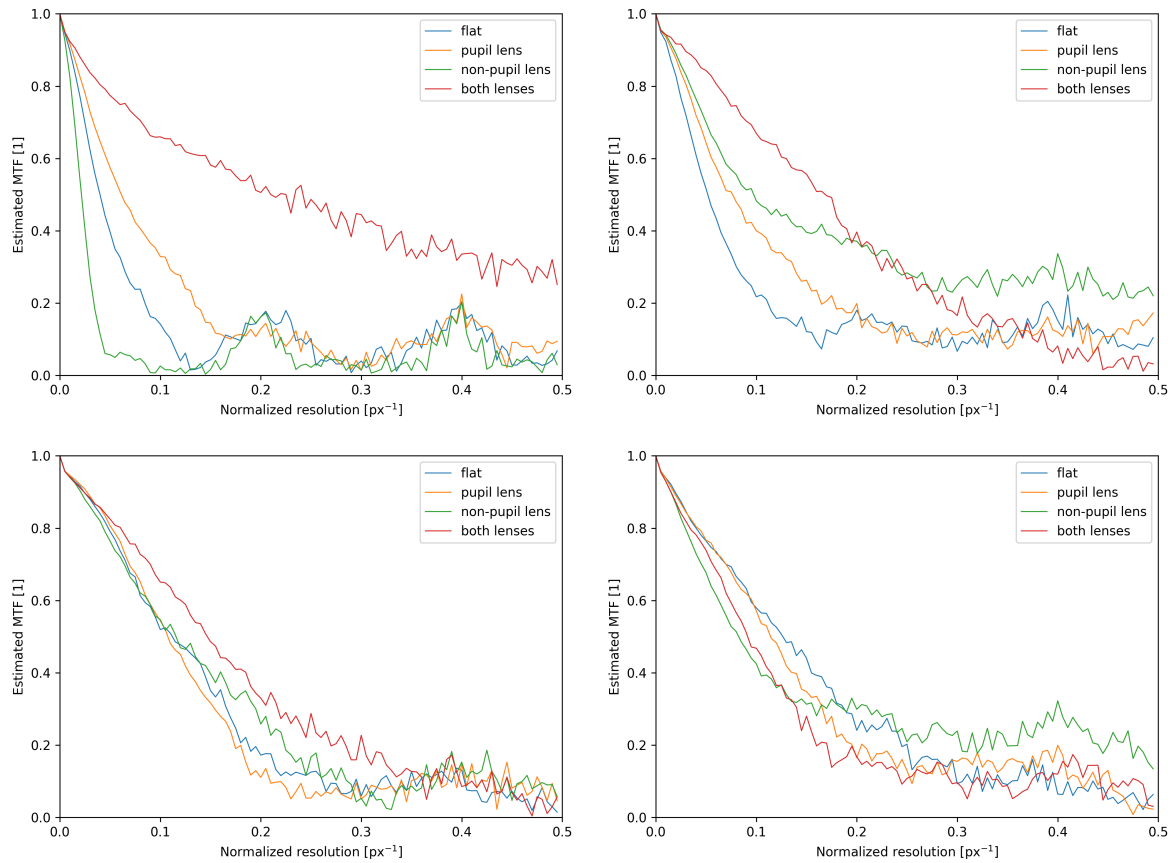 1.0
0.8
0.6
0.4
0.2
0.0
Estimated MTF [1]
flat
pupil lens
non-pupil lens
both lenses
0.0 0.1 0.2 0.3 0.4 0.5
Normalized resolution [px⁻¹]
1.0
0.8
0.6
0.4
0.2
0.0
Estimated MTF [1]
flat
pupil lens
non-pupil lens
both lenses
0.0 0.1 0.2 0.3 0.4 0.5
Normalized resolution [px⁻¹]
1.0
0.8
0.6
0.4
0.2
0.0
Estimated MTF [1]
flat
pupil lens
non-pupil lens
both lenses
0.0 0.1 0.2 0.3 0.4 0.5
Normalized resolution [px⁻¹]
1.0
0.8
0.6
0.4
0.2
0.0
Estimated MTF [1]
flat
pupil lens
non-pupil lens
both lenses
0.0 0.1 0.2 0.3 0.4 0.5
Normalized resolution [px⁻¹]